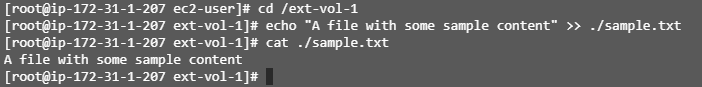 [root@ip-172-31-1-207 ec2-user]# cd /ext-vol-1
[root@ip-172-31-1-207 ext-vol-1]# echo "A file with some sample content" >> ./sample.txt
[root@ip-172-31-1-207 ext-vol-1]# cat ./sample.txt
A file with some sample content
[root@ip-172-31-1-207 ext-vol-1]#